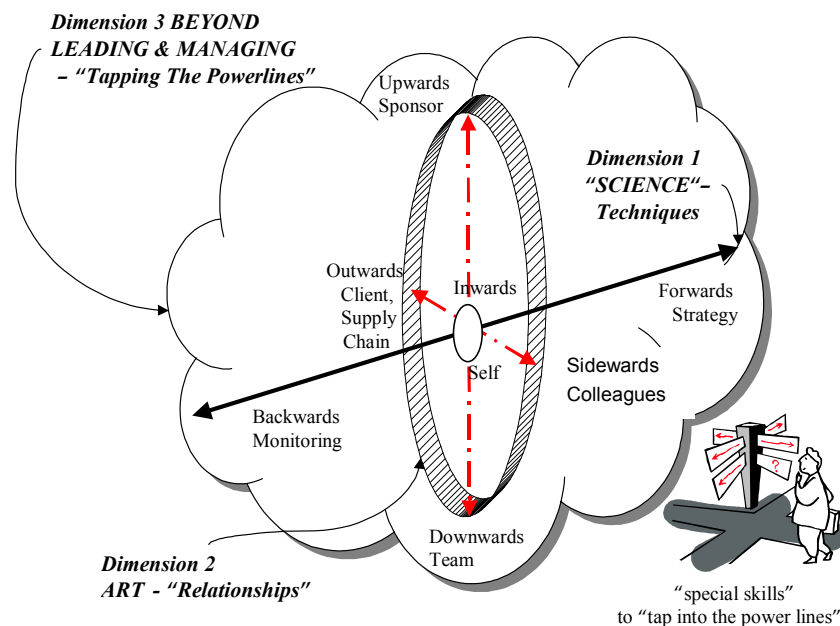 Dimension 3 BEYOND
LEADING & MANAGING
– “Tapping The Powerlines”
Upwards
Sponsor
Dimension 1
“SCIENCE“–
Techniques
Outwards
Client,
Supply
Chain
Inwards
Self
Forwards
Strategy
Sidewards
Colleagues
Backwards
Monitoring
Downwards
Team
Dimension 2
ART - “Relationships”
?
“special skills”
to “tap into the power lines”